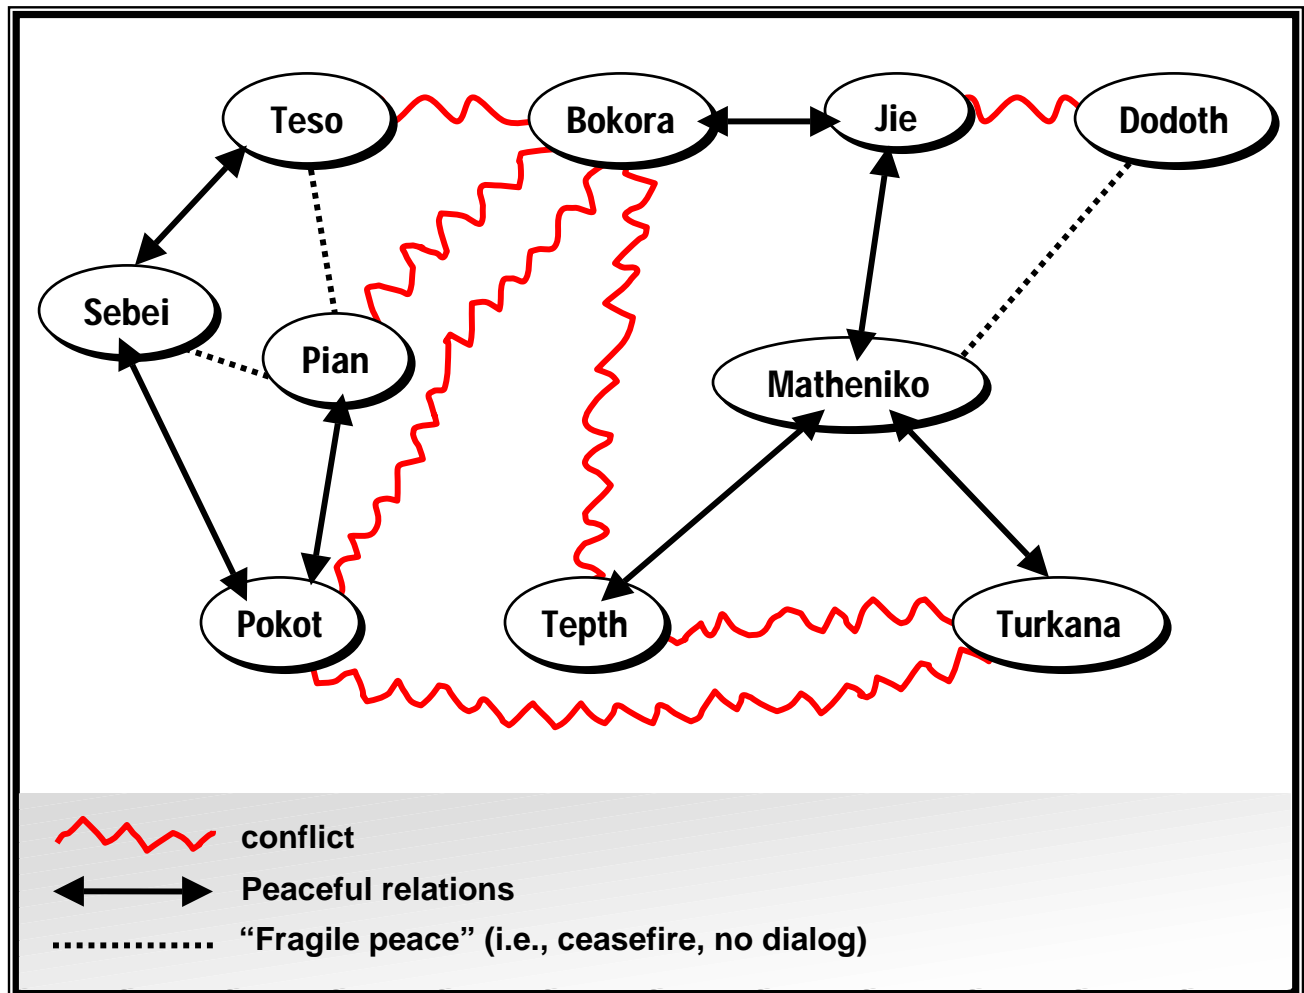 Teso
Bokora
Jie
Dodoth
Sebei
Pian
Matheniko
Pokot
Tepth
Turkana
conflict
Peaceful relations
“Fragile peace” (i.e., ceasefire, no dialog)